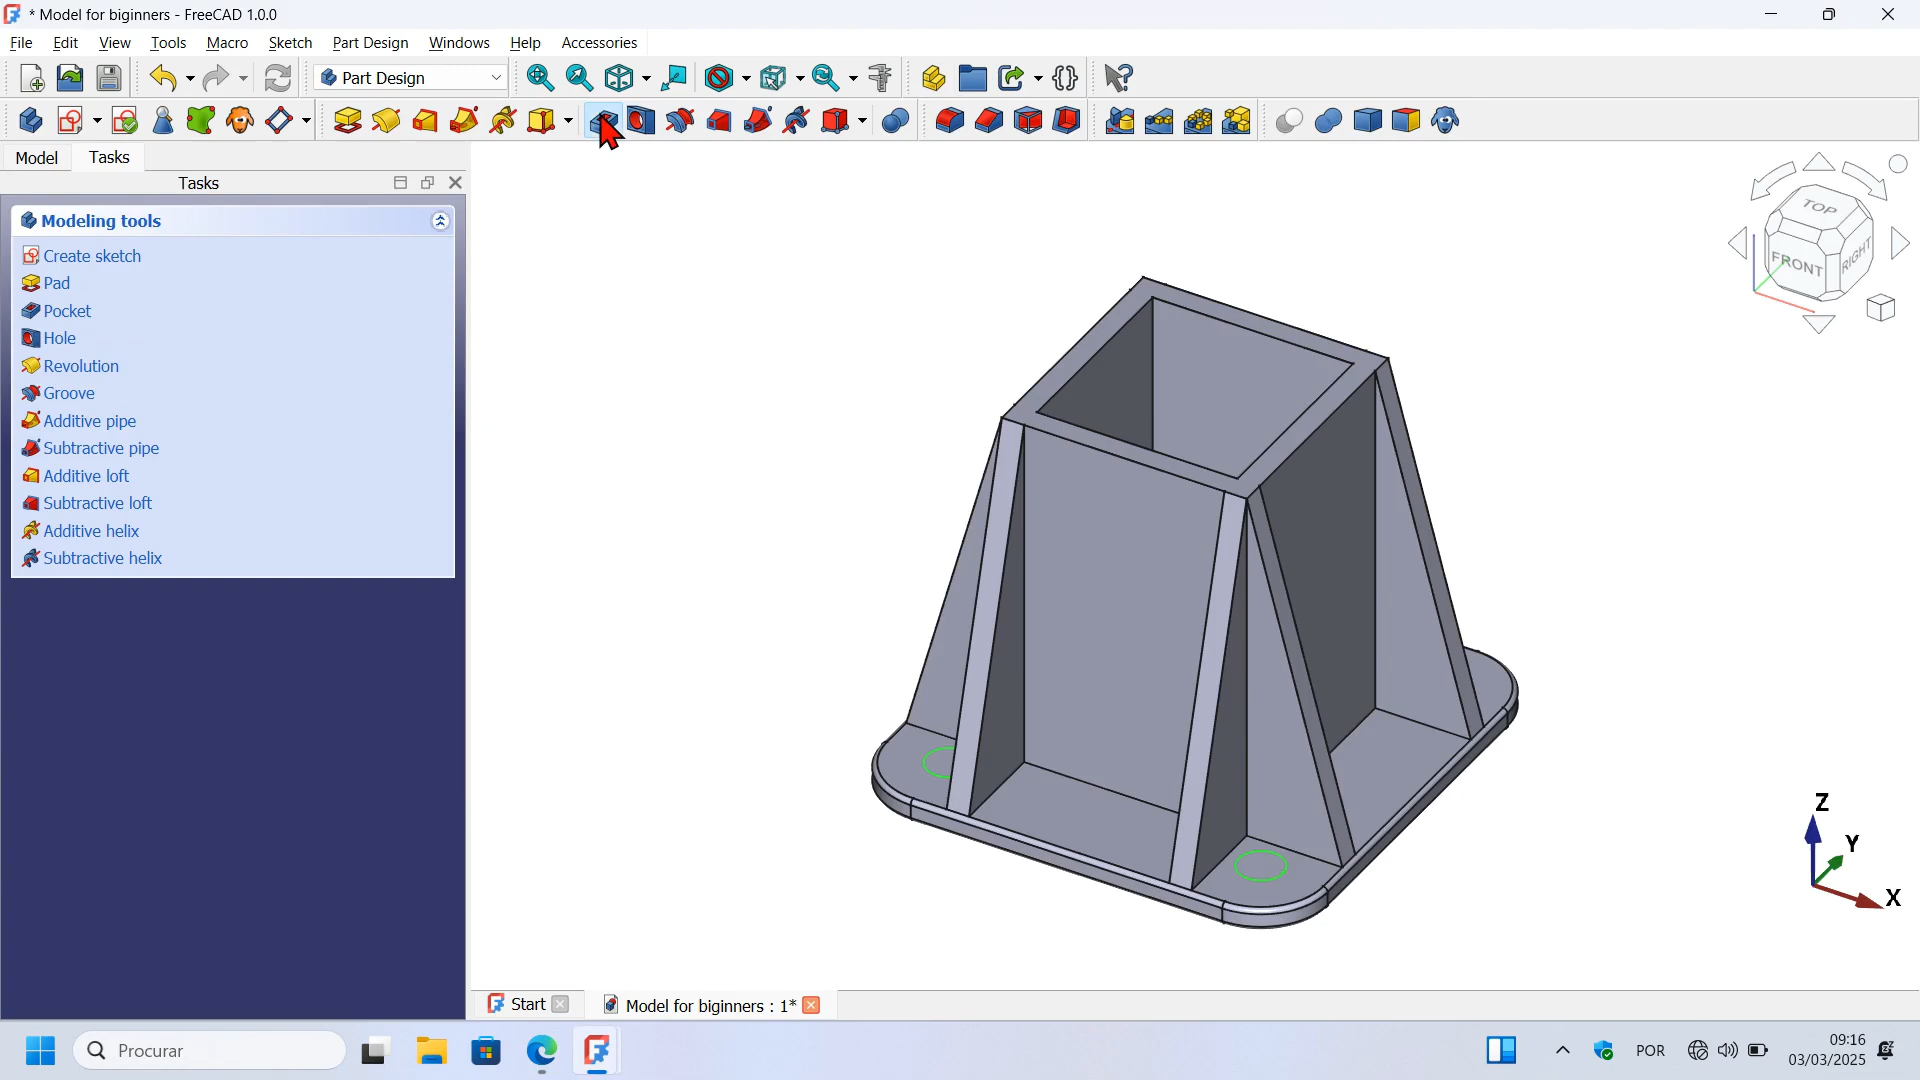 * Model for biginners - FreeCAD 1.0.0
File Edit View Tools Macro Sketch Part Design Windows Help Accessories
Part Design
Model Tasks
Tasks
Modeling tools
Create sketch
Pad
Pocket
Hole
Revolution
Groove
Additive pipe
Subtractive pipe
Additive loft
Subtractive loft
Additive helix
Subtractive helix
TOP
FRONT
RIGHT
Z
Y
X
Start
Model for biginners : 1*
Procurar
POR
09:16
03/03/2025